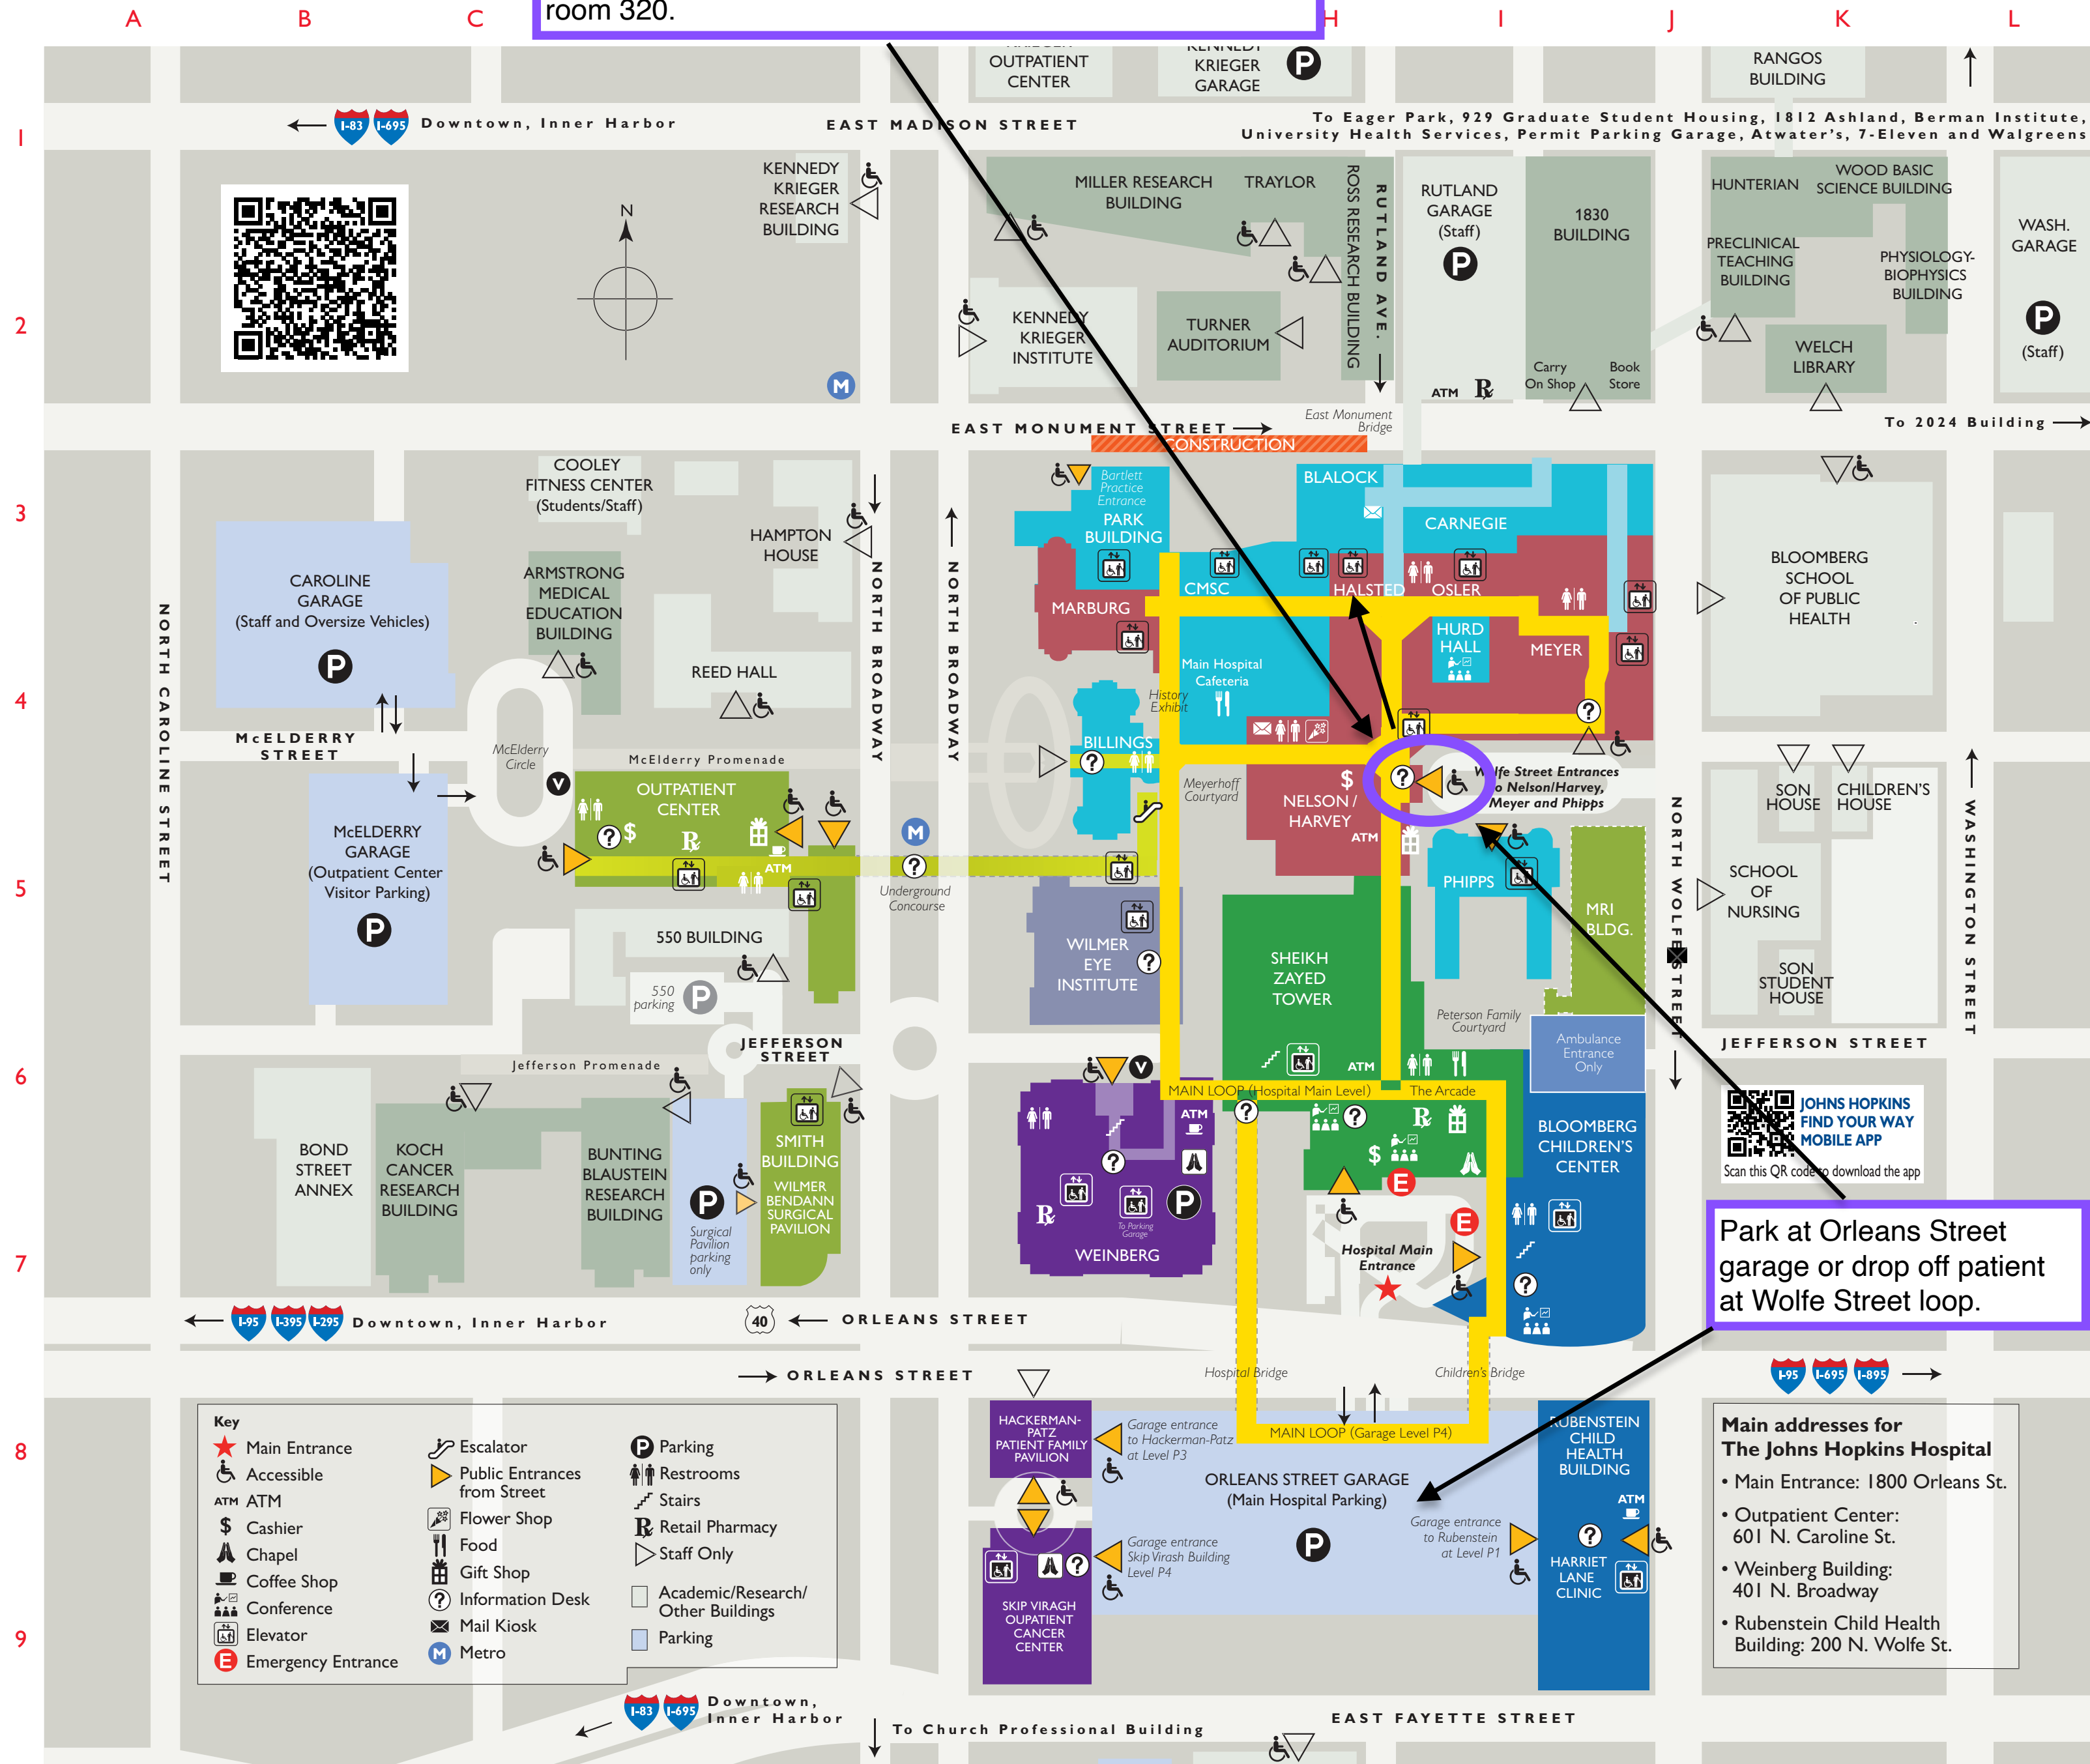 A B C H I J K L
room 320.
KRIEGER
OUTPATIENT
CENTER
KENNEDY
KRIEGER
GARAGE
P
RANGOS
BUILDING
1
I-83 I-695 Downtown, Inner Harbor
EAST MADISON STREET
To Eager Park, 929 Graduate Student Housing, 1812 Ashland, Berman Institute,
University Health Services, Permit Parking Garage, Atwater's, 7-Eleven and Walgreens
KENNEDY
KRIEGER
RESEARCH
BUILDING
N
MILLER RESEARCH
BUILDING
TRAYLOR
ROSS RESEARCH BUILDING
RUTLAND AVE.
RUTLAND
GARAGE
(Staff)
P
1830
BUILDING
HUNTERIAN
WOOD BASIC
SCIENCE BUILDING
PRECLINICAL
TEACHING
BUILDING
PHYSIOLOGY-
BIOPHYSICS
BUILDING
WASH.
GARAGE
P
(Staff)
2
KENNEDY
KRIEGER
INSTITUTE
TURNER
AUDITORIUM
WELCH
LIBRARY
M
ATM
Carry
On Shop
Book
Store
East Monument
Bridge
EAST MONUMENT STREET
CONSTRUCTION
To 2024 Building
3
COOLEY
FITNESS CENTER
(Students/Staff)
HAMPTON
HOUSE
Bartlett
Practice
Entrance
PARK
BUILDING
BLALOCK
CARNEGIE
CAROLINE
GARAGE
(Staff and Oversize Vehicles)
P
ARMSTRONG
MEDICAL
EDUCATION
BUILDING
REED HALL
NORTH CAROLINE STREET
NORTH BROADWAY
NORTH BROADWAY
MARBURG
CMSC
HALSTED
OSLER
HURD
HALL
MEYER
BLOOMBERG
SCHOOL
OF PUBLIC
HEALTH
4
Main Hospital
Cafeteria
History
Exhibit
?
McELDERRY
STREET
McElderry
Circle
McElderry Promenade
BILLINGS
?
Meyerhoff
Courtyard
V
OUTPATIENT
CENTER
? $
ATM
M
?
Underground
Concourse
$
NELSON /
HARVEY
ATM
?
Wolfe Street Entrances
to Nelson/Harvey,
Meyer and Phipps
SON
HOUSE
CHILDREN'S
HOUSE
McELDERRY
GARAGE
(Outpatient Center
Visitor Parking)
P
5
PHIPPS
MRI
BLDG.
NORTH WOLFE STREET
WASHINGTON STREET
SCHOOL
OF
NURSING
SON
STUDENT
HOUSE
550 BUILDING
550
parking
P
WILMER
EYE
INSTITUTE
?
SHEIKH
ZAYED
TOWER
Peterson Family
Courtyard
Ambulance
Entrance
Only
JEFFERSON
STREET
JEFFERSON STREET
6
Jefferson Promenade
V
ATM
MAIN LOOP (Hospital Main Level)
The Arcade
?
?
$
E
BOND
STREET
ANNEX
KOCH
CANCER
RESEARCH
BUILDING
BUNTING
BLAUSTEIN
RESEARCH
BUILDING
P
Surgical
Pavilion
parking
only
SMITH
BUILDING
WILMER
BENDANN
SURGICAL
PAVILION
ATM
?
P
To Parking
Garage
WEINBERG
BLOOMBERG
CHILDREN'S
CENTER
JOHNS HOPKINS
FIND YOUR WAY
MOBILE APP
Scan this QR code to download the app
7
E
Hospital Main
Entrance
?
Park at Orleans Street
garage or drop off patient
at Wolfe Street loop.
I-95 I-395 I-295 Downtown, Inner Harbor
40
ORLEANS STREET
ORLEANS STREET
Hospital Bridge
Children's Bridge
I-95 I-695 I-895
8
HACKERMAN-
PATZ
PATIENT FAMILY
PAVILION
Garage entrance
to Hackerman-Patz
at Level P3
MAIN LOOP (Garage Level P4)
ORLEANS STREET GARAGE
(Main Hospital Parking)
P
Garage entrance
to Rubenstein
at Level P1
Garage entrance
Skip Virash Building
Level P4
RUBENSTEIN
CHILD
HEALTH
BUILDING
ATM
?
HARRIET
LANE
CLINIC
?
SKIP VIRAGH
OUPATIENT
CANCER
CENTER
9
Key
Main Entrance
Accessible
ATM ATM
$ Cashier
Chapel
Coffee Shop
Conference
Elevator
E Emergency Entrance
Escalator
Public Entrances
from Street
Flower Shop
Food
Gift Shop
? Information Desk
Mail Kiosk
M Metro
P Parking
Restrooms
Stairs
Retail Pharmacy
Staff Only
Academic/Research/
Other Buildings
Parking
Main addresses for
The Johns Hopkins Hospital
• Main Entrance: 1800 Orleans St.
• Outpatient Center:
601 N. Caroline St.
• Weinberg Building:
401 N. Broadway
• Rubenstein Child Health
Building: 200 N. Wolfe St.
I-83 I-695 Downtown,
Inner Harbor
To Church Professional Building
EAST FAYETTE STREET